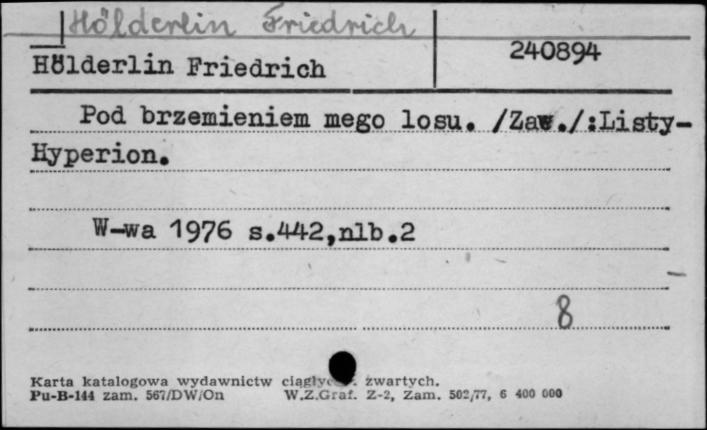 Hölderlin Friedrich
240894
Hölderlin Friedrich
Pod brzemieniem mego losu. /Zaw./:Listy-
Hyperion.
W-wa 1976 s.442,nlb.2
8
Karta katalogowa wydawnictw zwartych.
Pu-B-144 zam. 567/DW/On W.Z.Graf. Z-2, Zam. 502/77, 6 400 000